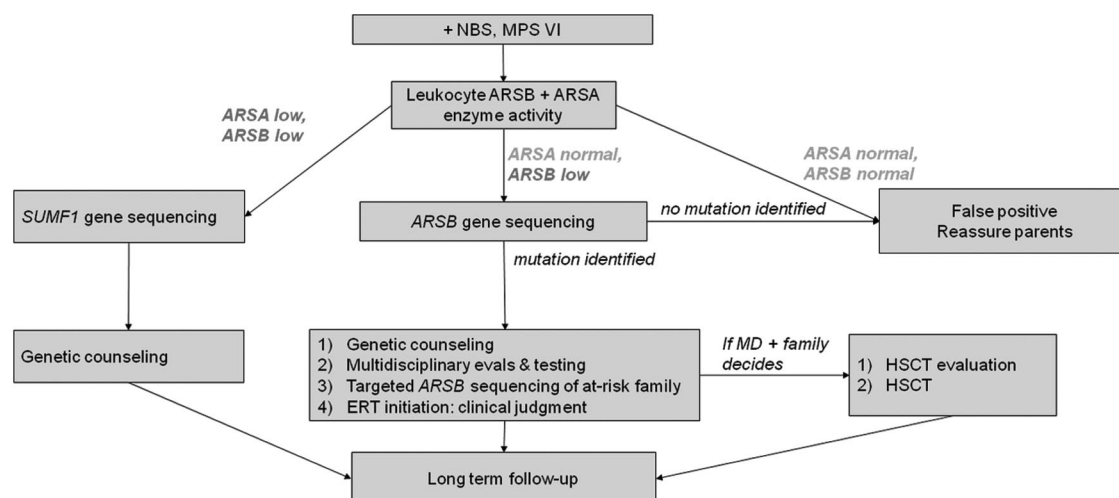 + NBS, MPS VI
Leukocyte ARSB + ARSA
enzyme activity
ARSA low,
ARSB low
ARSA normal,
ARSB low
ARSA normal,
ARSB normal
SUMF1 gene sequencing
ARSB gene sequencing
no mutation identified
False positive
Reassure parents
mutation identified
Genetic counseling
1) Genetic counseling
2) Multidisciplinary evals & testing
3) Targeted ARSB sequencing of at-risk family
4) ERT initiation: clinical judgment
If MD + family
decides
1) HSCT evaluation
2) HSCT
Long term follow-up